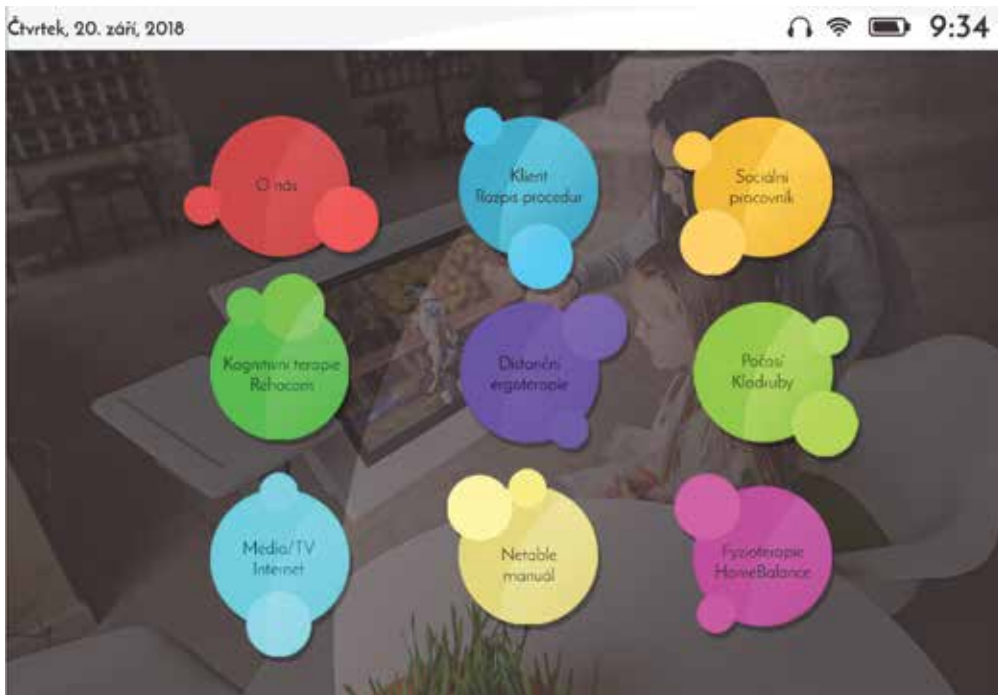 Čtvrtek, 20. září, 2018
9:34
O nás
Klient
Rozpis procedur
Sociální
pracovník
Kognitivní terapie
Rehacom
Distanční
ergoterapie
Počasí
Kladruby
Media/TV
Internet
Netable
manuál
Fyzioterapie
HomeBalance